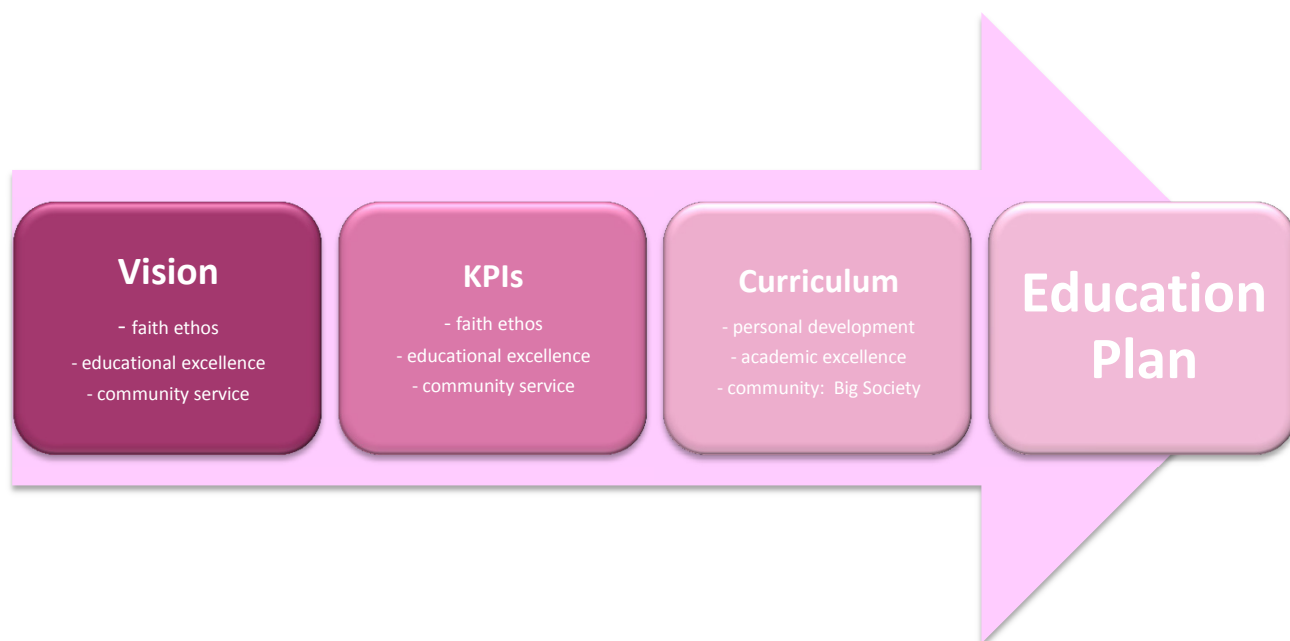 Vision
- faith ethos
- educational excellence
- community service
KPIs
- faith ethos
- educational excellence
- community service
Curriculum
- personal development
- academic excellence
- community:  Big Society
Education
Plan